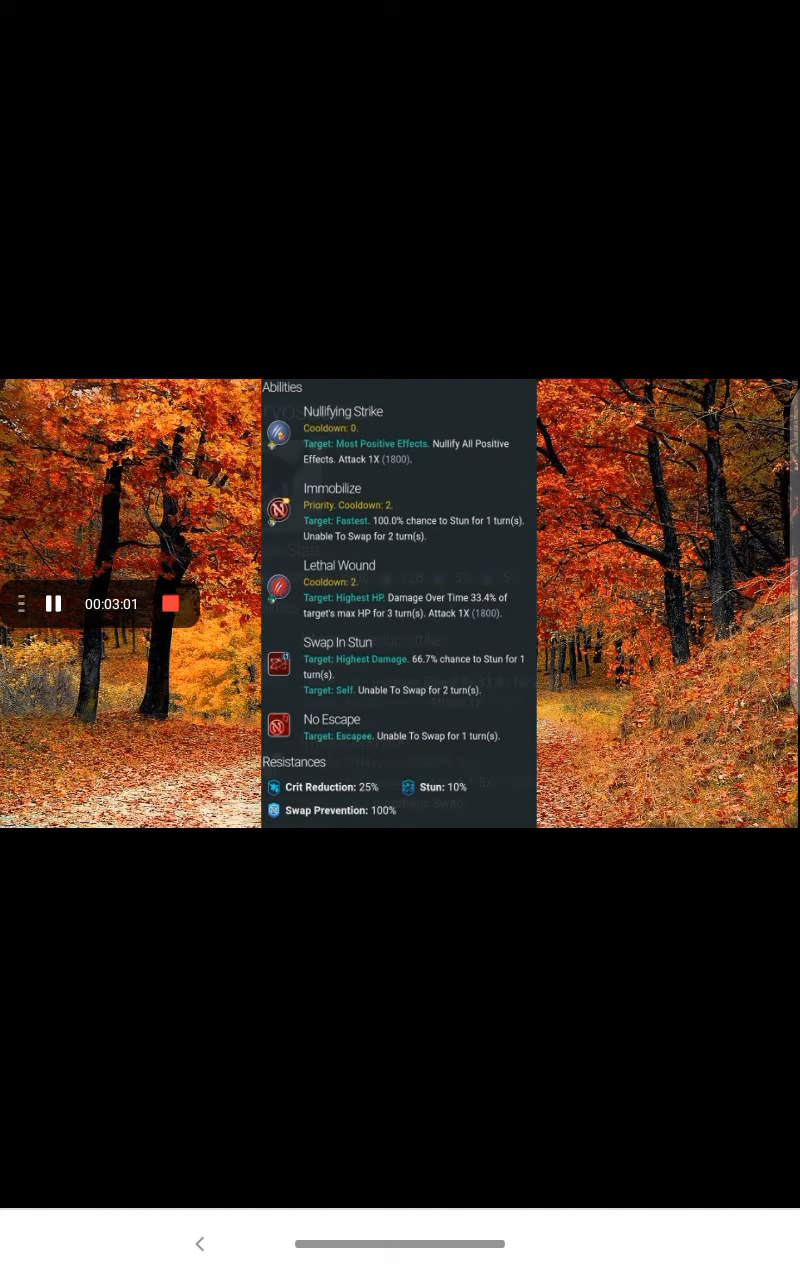 Abilities
Nullifying Strike
Cooldown: 0.
Target: Most Positive Effects. Nullify All Positive
Effects. Attack 1X (1800).
Immobilize
Priority. Cooldown: 2.
Target: Fastest. 100.0% chance to Stun for 1 turn(s).
Unable To Swap for 2 turn(s).
00:03:01
Lethal Wound
Cooldown: 2.
Target: Highest HP. Damage Over Time 33.4% of
target's max HP for 3 turn(s). Attack 1X (1800).
Swap In Stun
Target: Highest Damage. 66.7% chance to Stun for 1
turn(s).
Target: Self. Unable To Swap for 2 turn(s).
No Escape
Target: Escapee. Unable To Swap for 1 turn(s).
Resistances
Crit Reduction: 25% Stun: 10%
Swap Prevention: 100%